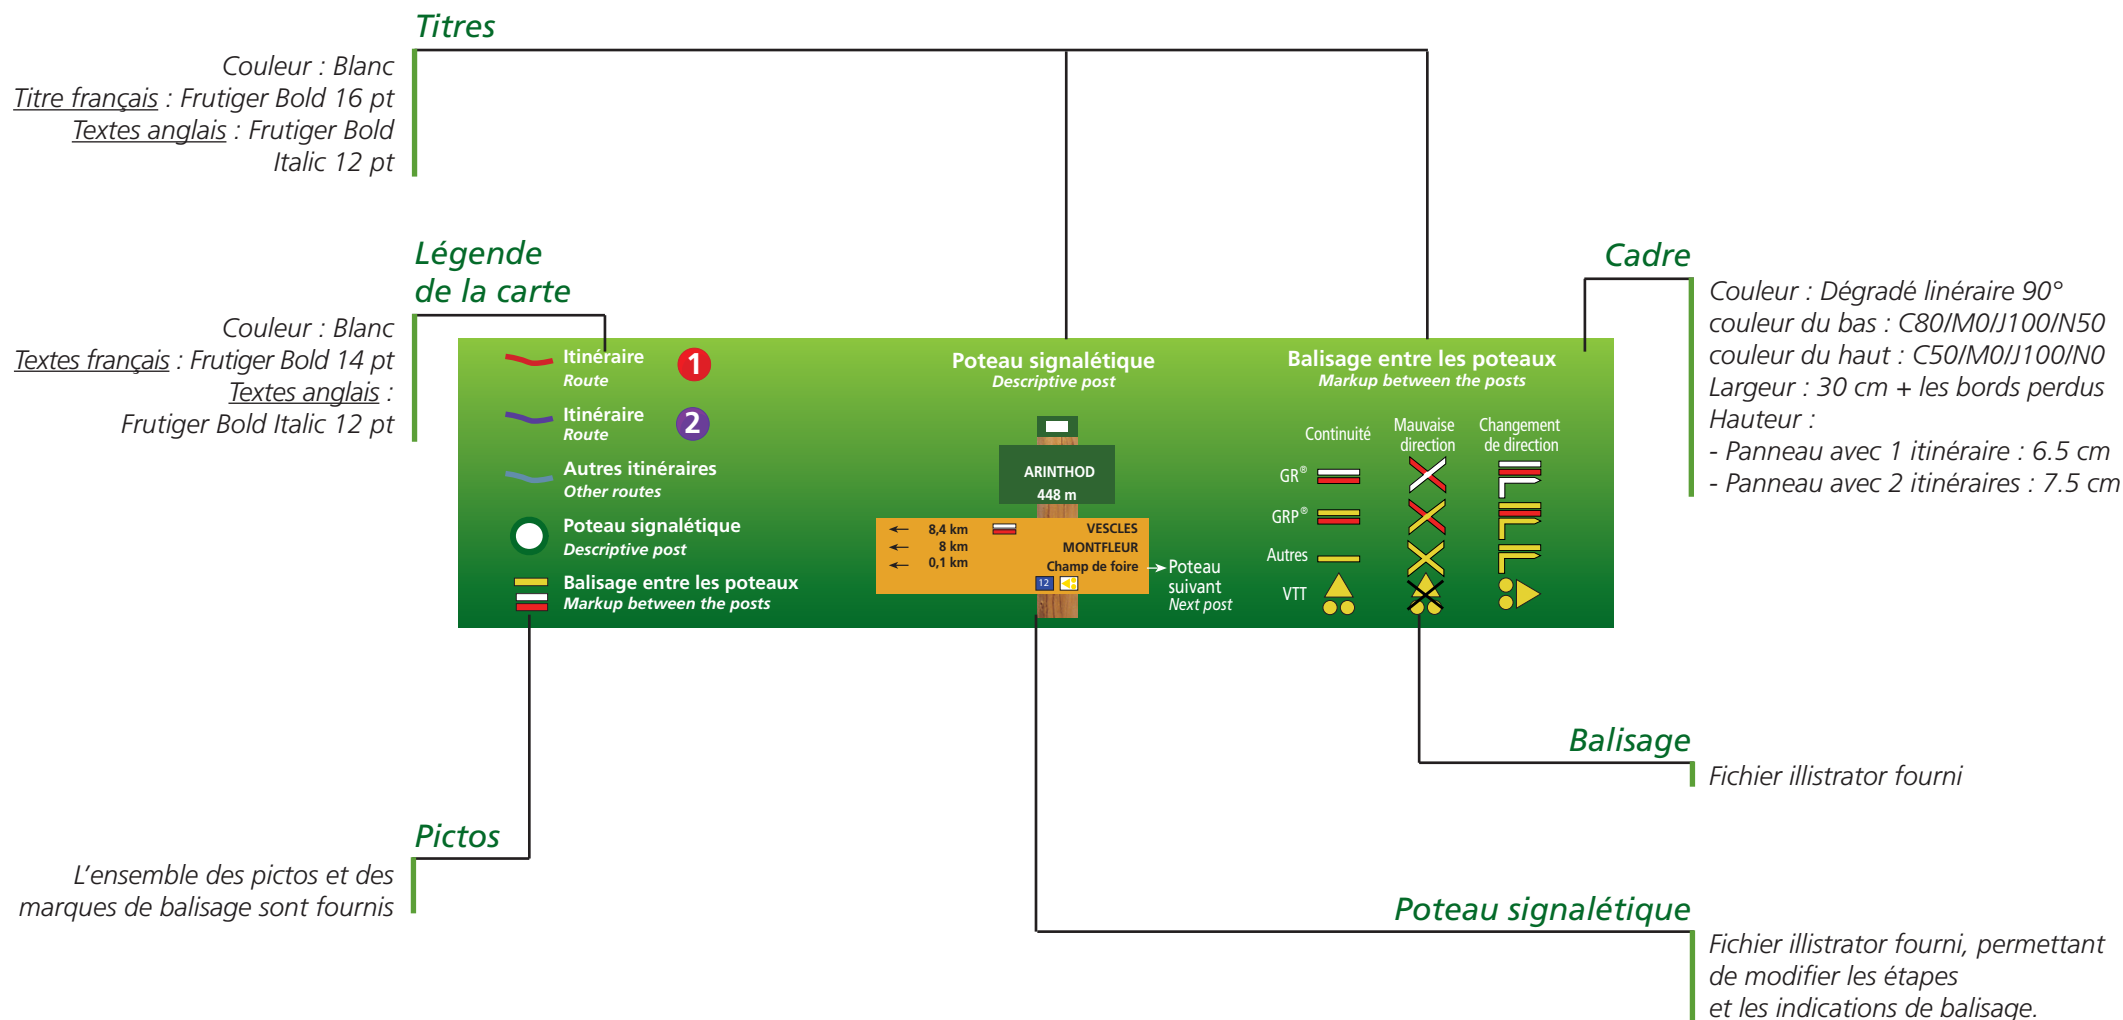 Titres
Couleur : Blanc
Titre français : Frutiger Bold 16 pt
Textes anglais : Frutiger Bold
Italic 12 pt
Légende
de la carte
Couleur : Blanc
Textes français : Frutiger Bold 14 pt
Textes anglais :
Frutiger Bold Italic 12 pt
Cadre
Couleur : Dégradé linéraire 90°
couleur du bas : C80/M0/J100/N50
couleur du haut : C50/M0/J100/N0
Largeur : 30 cm + les bords perdus
Hauteur :
- Panneau avec 1 itinéraire : 6.5 cm
- Panneau avec 2 itinéraires : 7.5 cm
Itinéraire
Route
1
Itinéraire
Route
2
Autres itinéraires
Other routes
Poteau signalétique
Descriptive post
Balisage entre les poteaux
Markup between the posts
Poteau signalétique
Descriptive post
ARINTHOD
448 m
8,4 km VESCLES
8 km MONTFLEUR
0,1 km Champ de foire
12
Poteau
suivant
Next post
Balisage entre les poteaux
Markup between the posts
Continuité
Mauvaise
direction
Changement
de direction
GR®
GRP®
Autres
VTT
Balisage
Fichier illistrator fourni
Pictos
L'ensemble des pictos et des
marques de balisage sont fournis
Poteau signalétique
Fichier illistrator fourni, permettant
de modifier les étapes
et les indications de balisage.